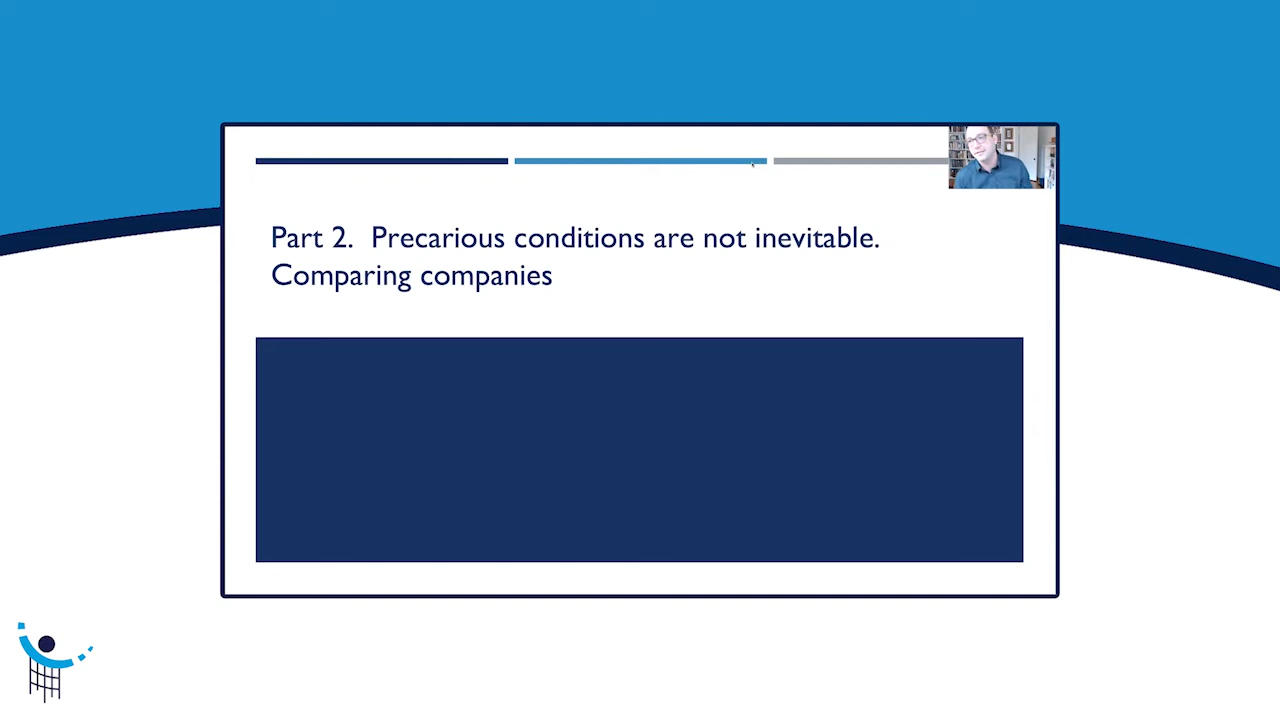 Part 2. Precarious conditions are not inevitable.
Comparing companies